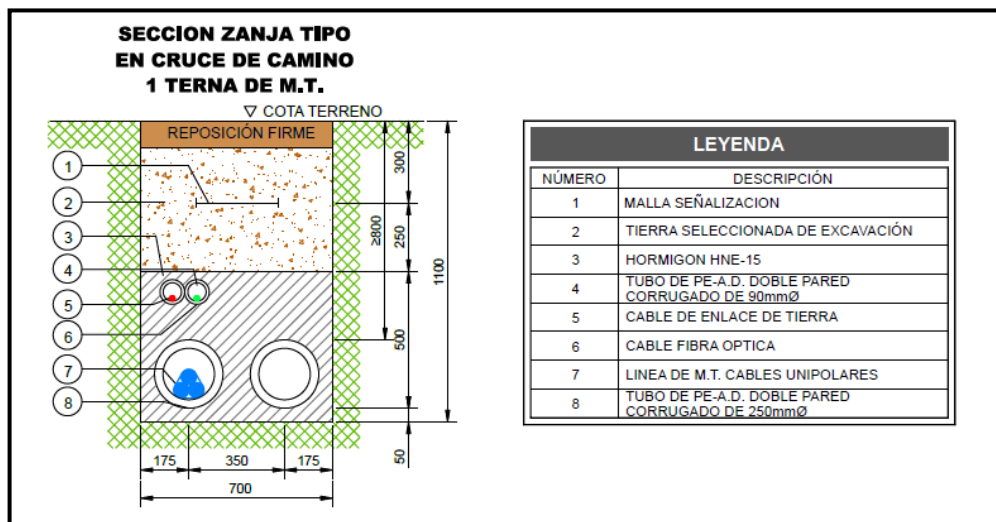 SECCION ZANJA TIPO
EN CRUCE DE CAMINO
1 TERNA DE M.T.
COTA TERRENO
REPOSICIÓN FIRME
1
2
3
4
5
6
7
8
300
250
≥800
500
1100
50
175
350
175
700
LEYENDA
NÚMERO DESCRIPCIÓN
1 MALLA SEÑALIZACION
2 TIERRA SELECCIONADA DE EXCAVACIÓN
3 HORMIGON HNE-15
4 TUBO DE PE-A.D. DOBLE PARED
CORRUGADO DE 90mmØ
5 CABLE DE ENLACE DE TIERRA
6 CABLE FIBRA OPTICA
7 LINEA DE M.T. CABLES UNIPOLARES
8 TUBO DE PE-A.D. DOBLE PARED
CORRUGADO DE 250mmØ